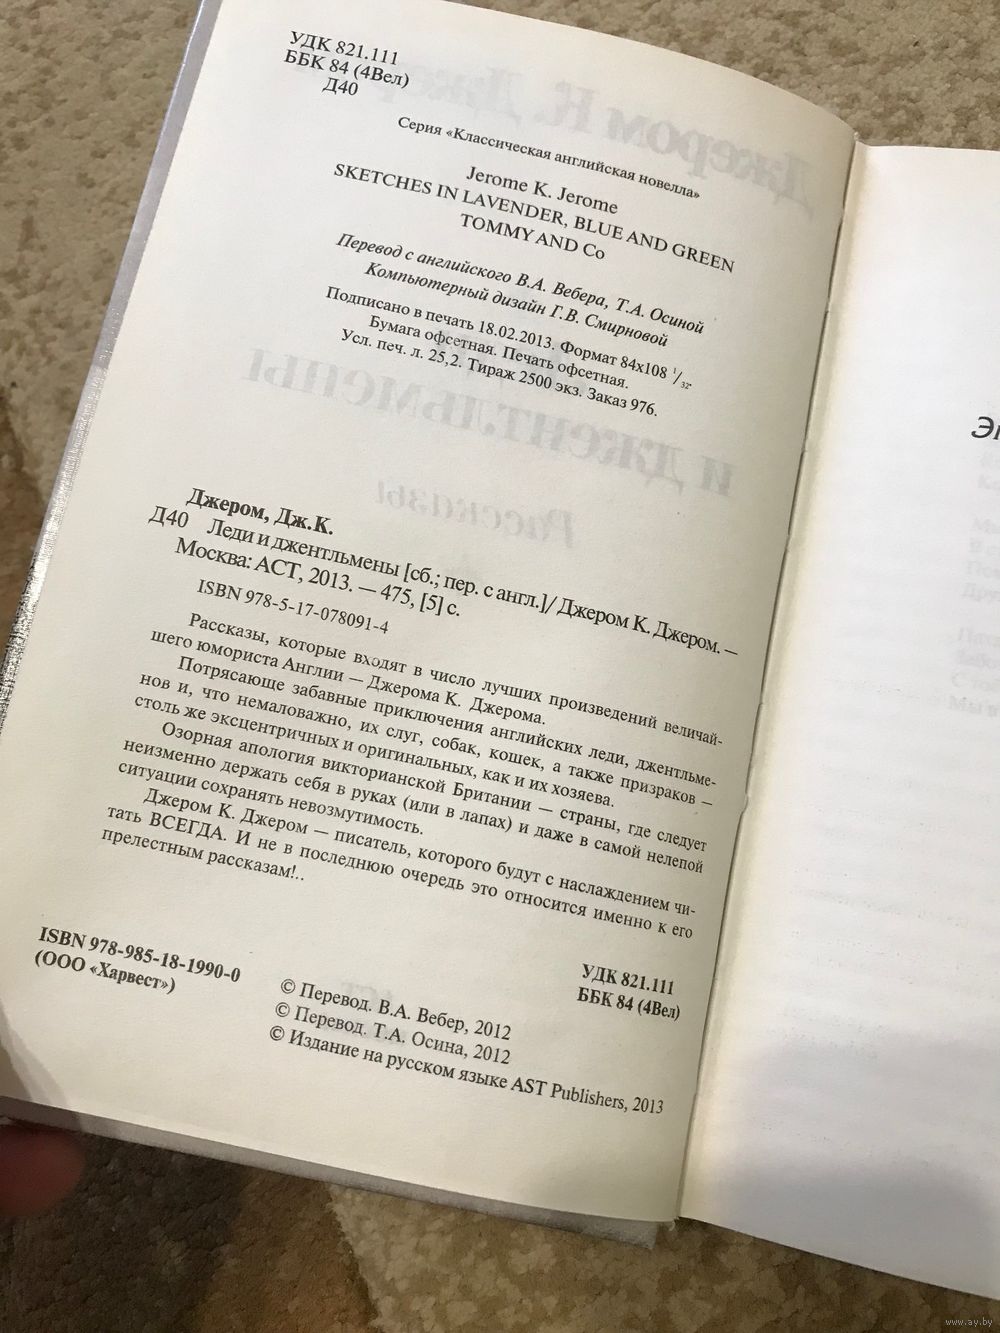 УДК 821.111
ББК 84 (4Вел)
Д40
Серия «Классическая английская новелла»
Jerome K. Jerome
SKETCHES IN LAVENDER, BLUE AND GREEN
TOMMY AND Co
Перевод с английского В.А. Вебера, Т.А. Осиной
Компьютерный дизайн Г.В. Смирновой
Подписано в печать 18.02.2013. Формат 84x108 1/32.
Бумага офсетная. Печать офсетная.
Усл. печ. л. 25,2. Тираж 2500 экз. Заказ 976.
Джером, Дж.К.
Д40 Леди и джентльмены [сб.; пер. с англ.]/ Джером К. Джером. —
Москва: АСТ, 2013. — 475, [5] с.
ISBN 978-5-17-078091-4
Рассказы, которые входят в число лучших произведений величай-
шего юмориста Англии — Джерома К. Джерома.
Потрясающе забавные приключения английских леди, джентльме-
нов и, что немаловажно, их слуг, собак, кошек, а также призраков —
столь же эксцентричных и оригинальных, как и их хозяева.
Озорная апология викторианской Британии — страны, где следует
неизменно держать себя в руках (или в лапах) и даже в самой нелепой
ситуации сохранять невозмутимость.
Джером К. Джером — писатель, которого будут с наслаждением чи-
тать ВСЕГДА. И не в последнюю очередь это относится именно к его
прелестным рассказам!..
УДК 821.111
ББК 84 (4Вел)
ISBN 978-985-18-1990-0
(ООО «Харвест»)
© Перевод. В.А. Вебер, 2012
© Перевод. Т.А. Осина, 2012
© Издание на русском языке AST Publishers, 2013
www.ay.by